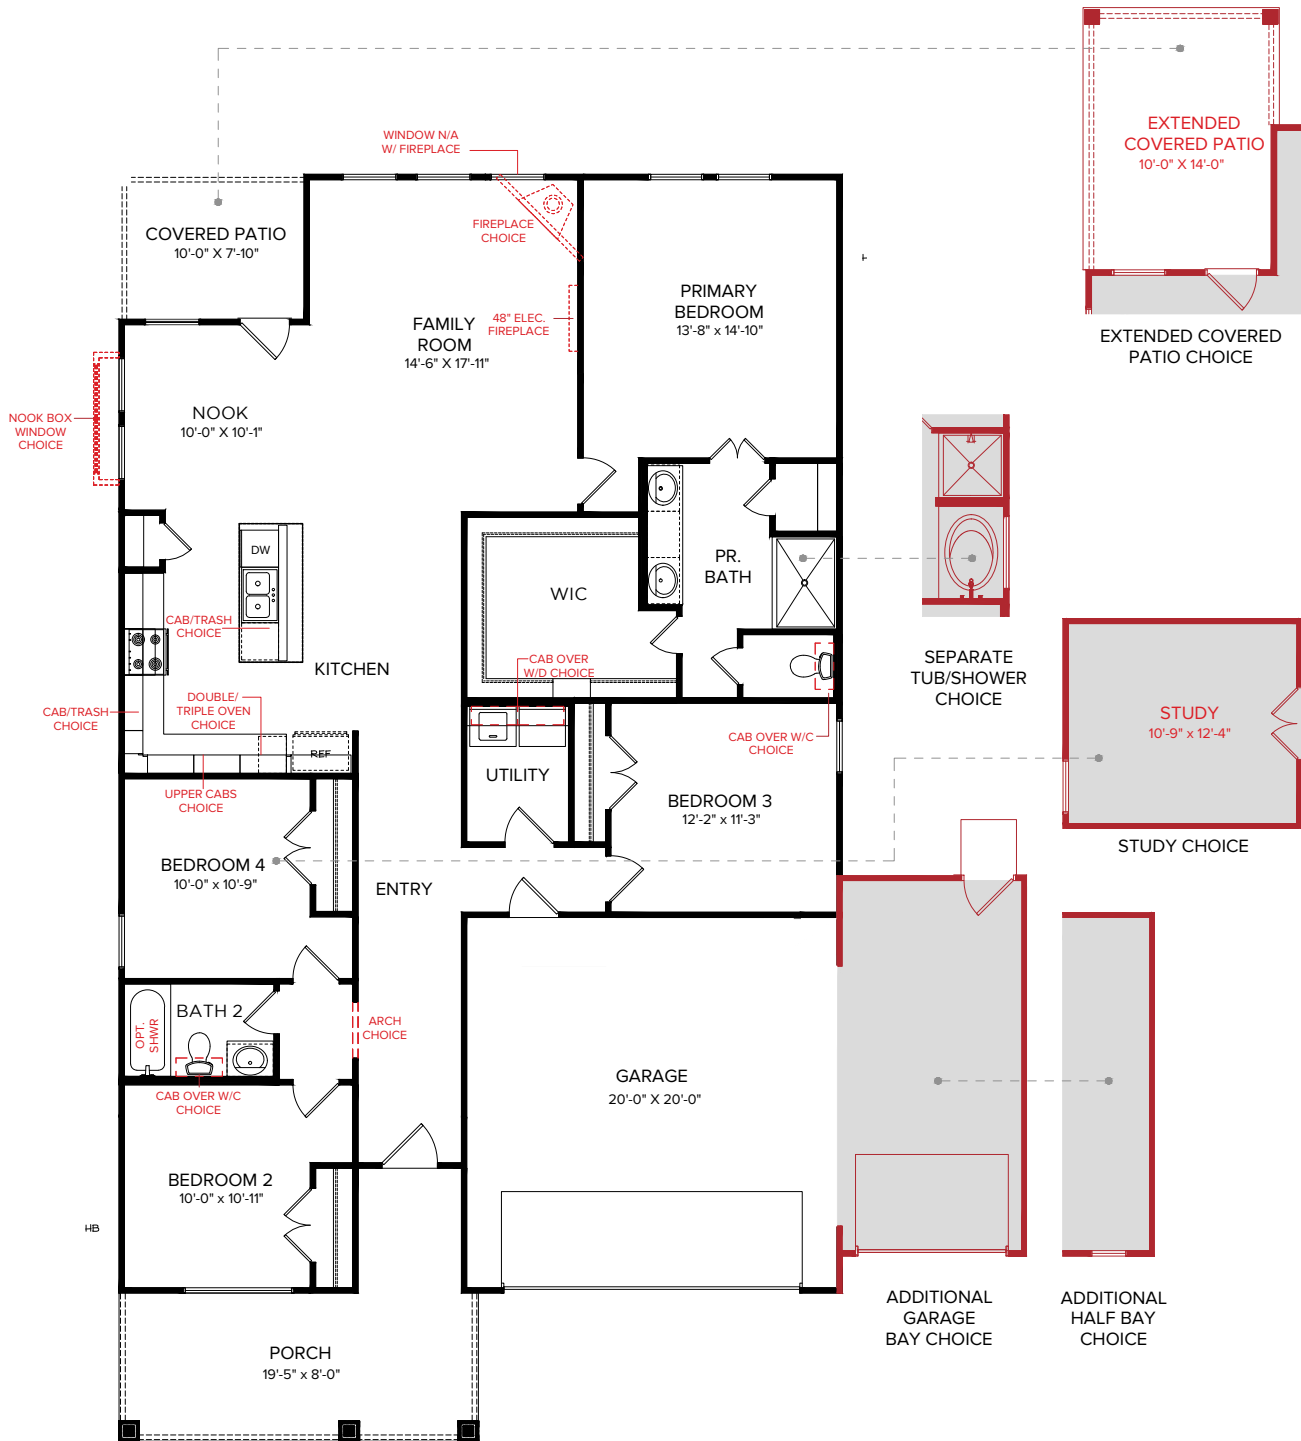 WINDOW N/A
W/ FIREPLACE
EXTENDED
COVERED PATIO
10'-0" X 14'-0"
COVERED PATIO
10'-0" X 7'-10"
FIREPLACE
CHOICE
PRIMARY
BEDROOM
13'-8" x 14'-10"
FAMILY
ROOM
14'-6" X 17'-11"
48" ELEC.
FIREPLACE
EXTENDED COVERED
PATIO CHOICE
NOOK BOX
WINDOW
CHOICE
NOOK
10'-0" X 10'-1"
DW
PR.
BATH
WIC
CAB/TRASH
CHOICE
KITCHEN
CAB OVER
W/D CHOICE
SEPARATE
TUB/SHOWER
CHOICE
CAB/TRASH
CHOICE
DOUBLE/
TRIPLE OVEN
CHOICE
REF
CAB OVER W/C
CHOICE
STUDY
10'-9" x 12'-4"
UTILITY
UPPER CABS
CHOICE
BEDROOM 3
12'-2" x 11'-3"
STUDY CHOICE
BEDROOM 4
10'-0" x 10'-9"
ENTRY
BATH 2
OPT.
SHWR
ARCH
CHOICE
CAB OVER W/C
CHOICE
GARAGE
20'-0" X 20'-0"
BEDROOM 2
10'-0" x 10'-11"
HB
ADDITIONAL
GARAGE
BAY CHOICE
ADDITIONAL
HALF BAY
CHOICE
PORCH
19'-5" x 8'-0"